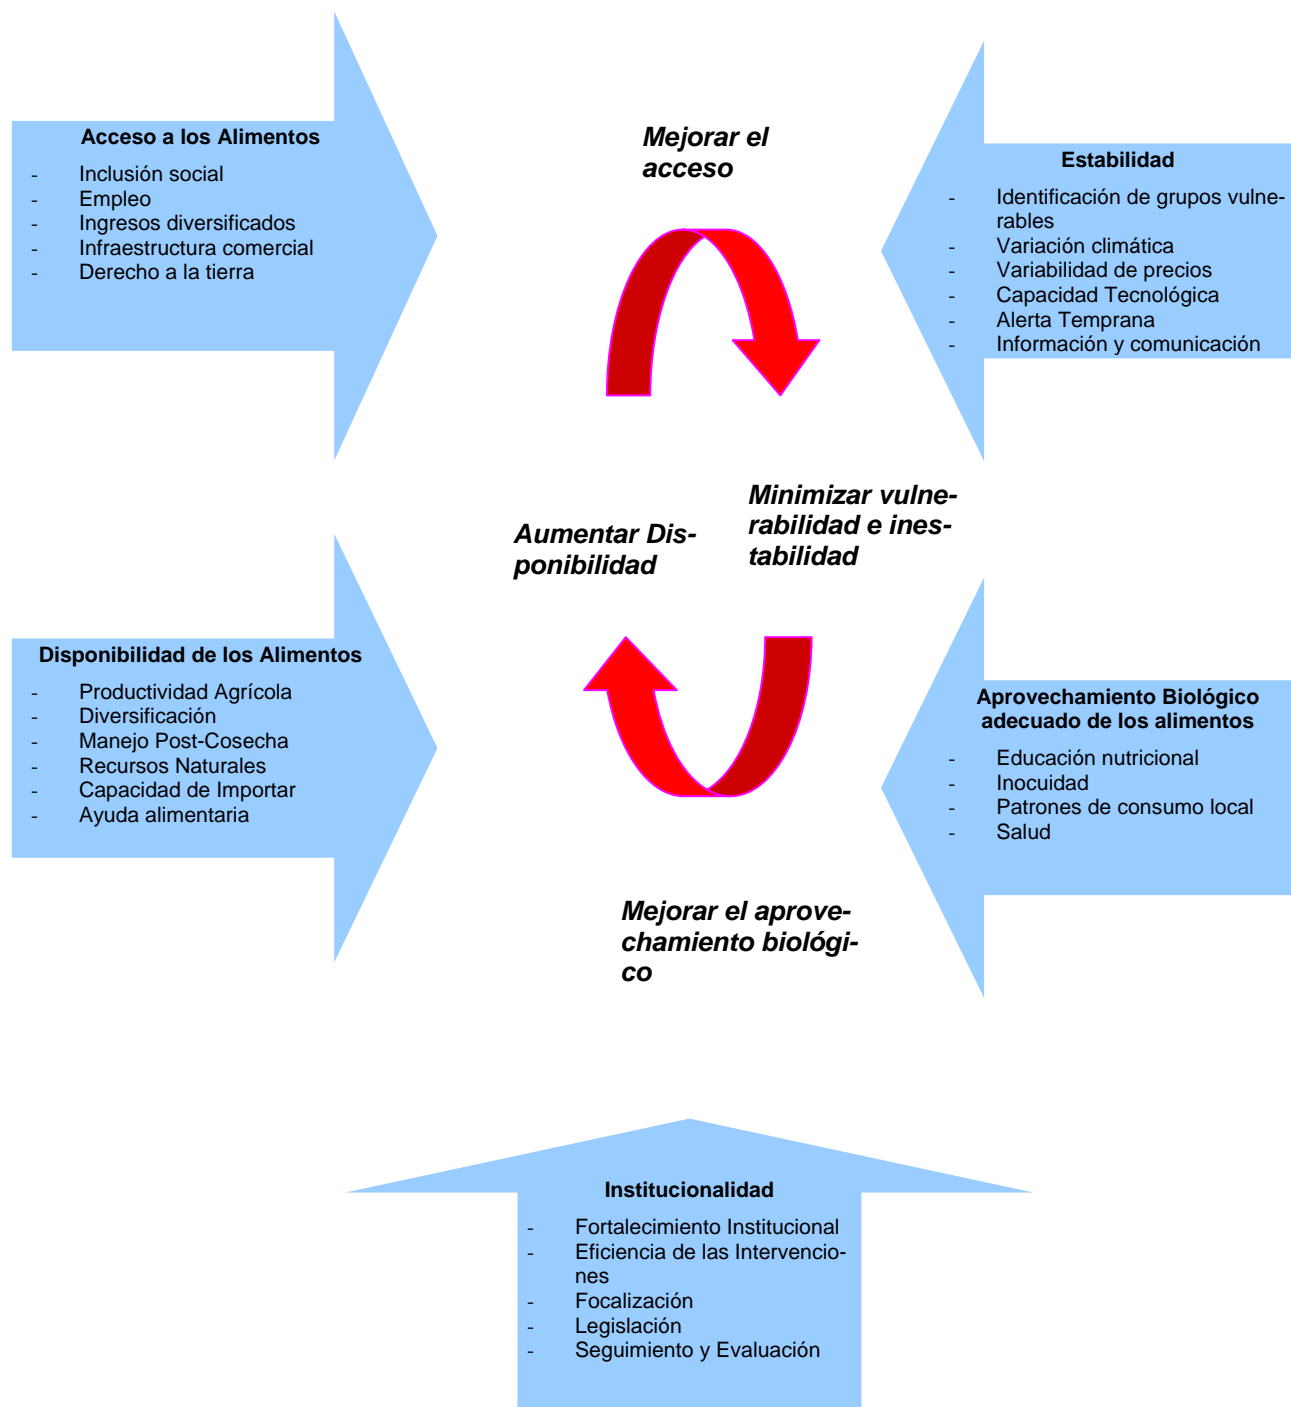 Acceso a los Alimentos
- Inclusión social
- Empleo
- Ingresos diversificados
- Infraestructura comercial
- Derecho a la tierra
Mejorar el
acceso
Estabilidad
- Identificación de grupos vulne-
rables
- Variación climática
- Variabilidad de precios
- Capacidad Tecnológica
- Alerta Temprana
- Información y comunicación
Aumentar Dis-
ponibilidad
Minimizar vulne-
rabilidad e ines-
tabilidad
Disponibilidad de los Alimentos
- Productividad Agrícola
- Diversificación
- Manejo Post-Cosecha
- Recursos Naturales
- Capacidad de Importar
- Ayuda alimentaria
Aprovechamiento Biológico
adecuado de los alimentos
- Educación nutricional
- Inocuidad
- Patrones de consumo local
- Salud
Mejorar el aprove-
chamiento biológi-
co
Institucionalidad
- Fortalecimiento Institucional
- Eficiencia de las Intervencio-
nes
- Focalización
- Legislación
- Seguimiento y Evaluación